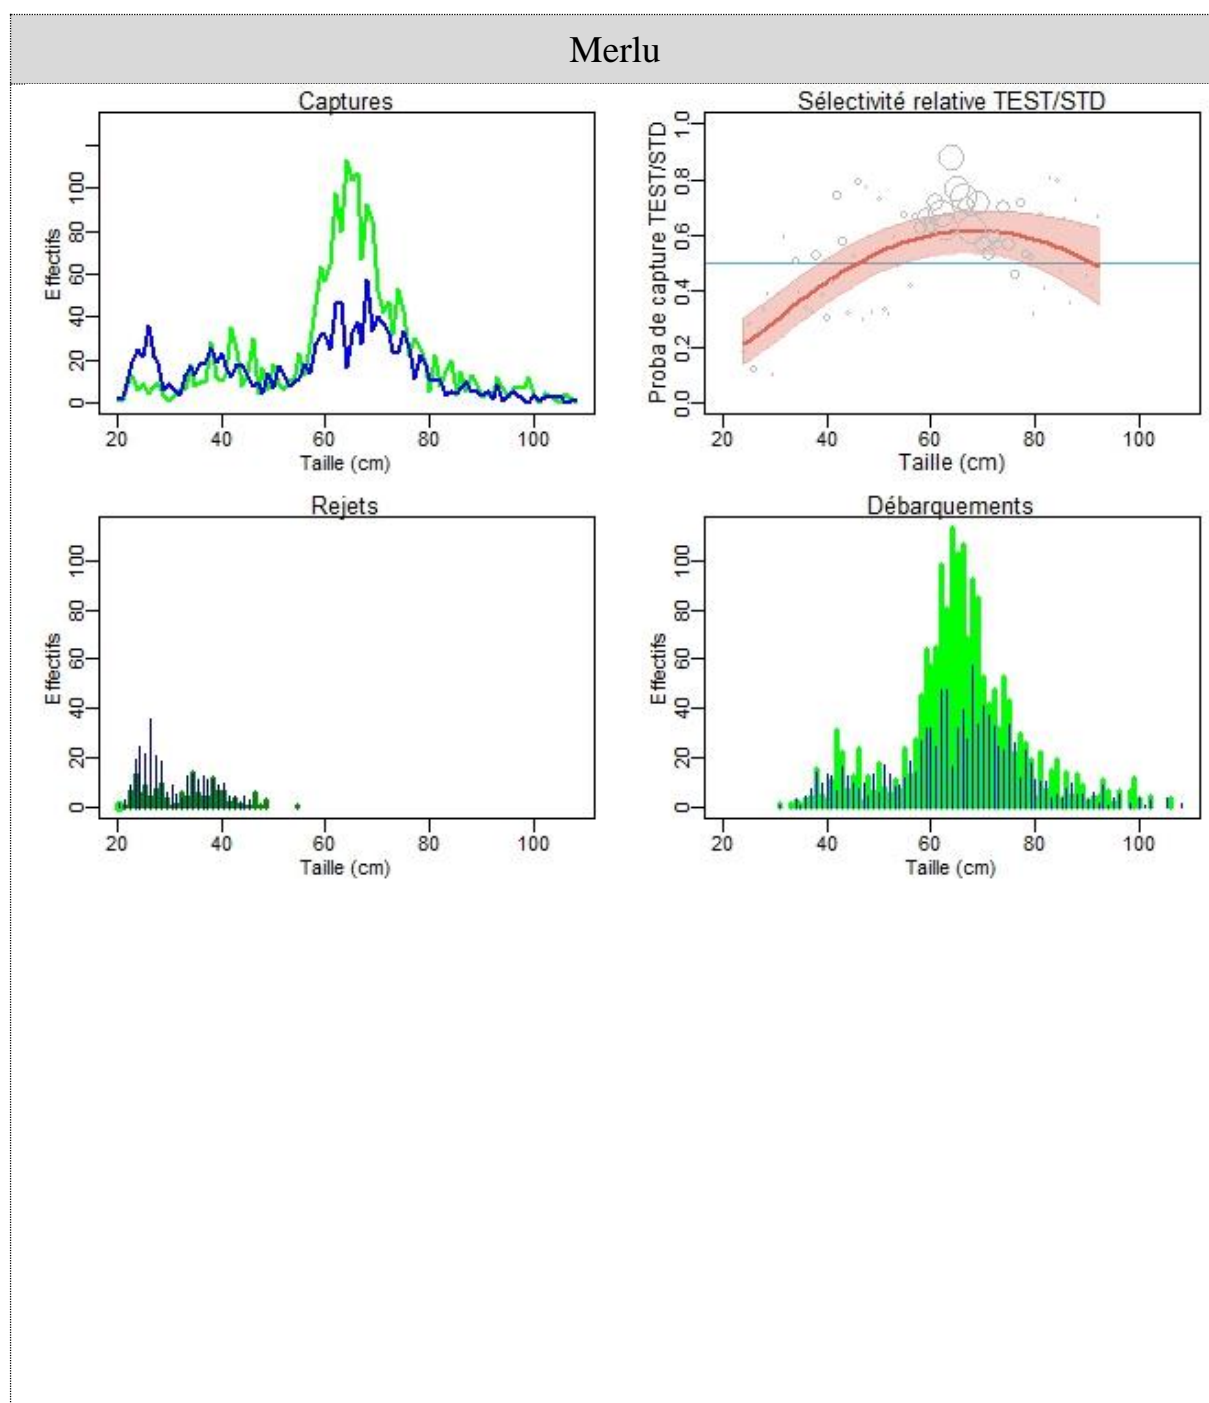 Merlu
Captures
Effectifs
0 20 40 60 80 100
20 40 60 80 100
Taille (cm)
Sélectivité relative TEST/STD
Proba de capture TEST/STD
0.0 0.2 0.4 0.6 0.8 1.0
20 40 60 80 100
Taille (cm)
Rejets
Effectifs
0 20 40 60 80 100
20 40 60 80 100
Taille (cm)
Débarquements
Effectifs
0 20 40 60 80 100
20 40 60 80 100
Taille (cm)